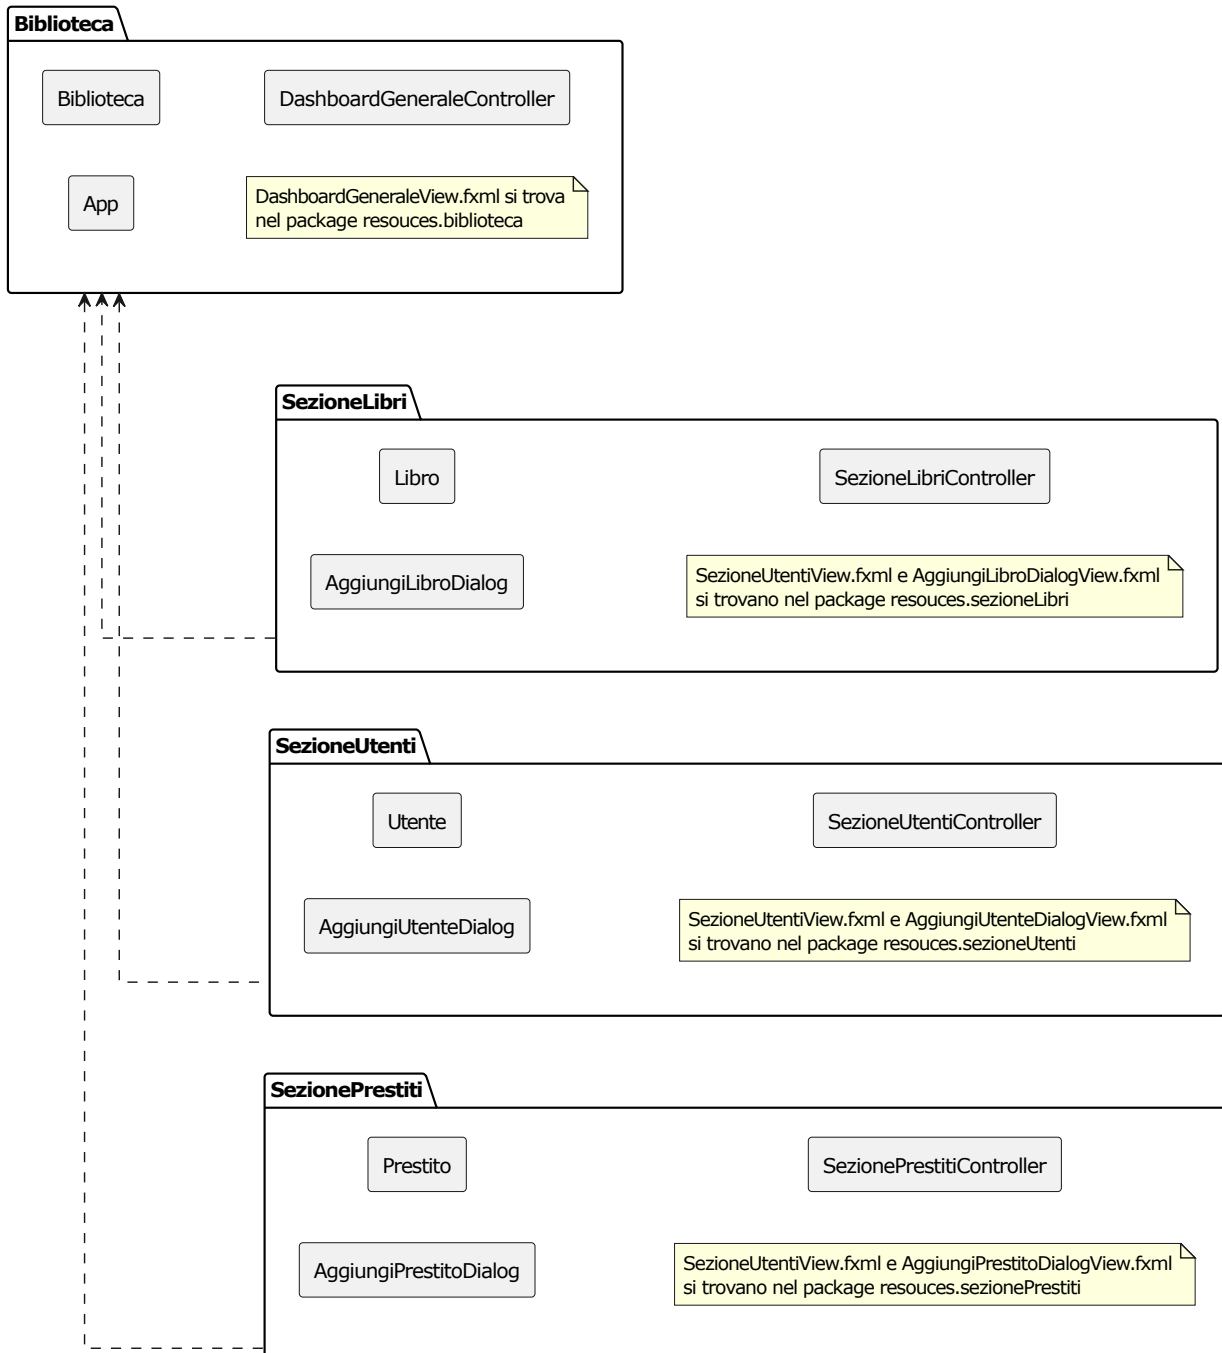 Biblioteca
Biblioteca
DashboardGeneraleController
App
DashboardGeneraleView.fxml si trova
nel package resouces.biblioteca
SezioneLibri
Libro
SezioneLibriController
AggiungiLibroDialog
SezioneUtentiView.fxml e AggiungiLibroDialogView.fxml
si trovano nel package resouces.sezioneLibri
SezioneUtenti
Utente
SezioneUtentiController
AggiungiUtenteDialog
SezioneUtentiView.fxml e AggiungiUtenteDialogView.fxml
si trovano nel package resouces.sezioneUtenti
SezionePrestiti
Prestito
SezionePrestitiController
AggiungiPrestitoDialog
SezioneUtentiView.fxml e AggiungiPrestitoDialogView.fxml
si trovano nel package resouces.sezionePrestiti